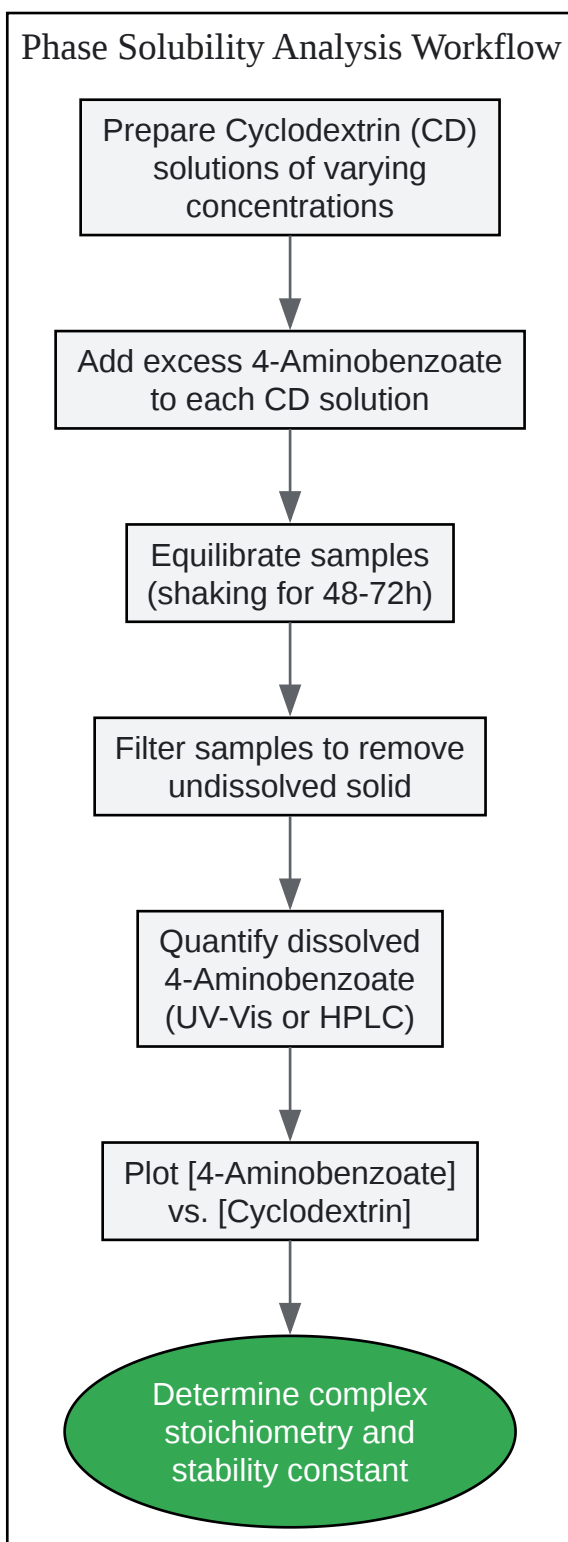 Phase Solubility Analysis Workflow
Prepare Cyclodextrin (CD)
solutions of varying
concentrations
Add excess 4-Aminobenzoate
to each CD solution
Equilibrate samples
(shaking for 48-72h)
Filter samples to remove
undissolved solid
Quantify dissolved
4-Aminobenzoate
(UV-Vis or HPLC)
Plot [4-Aminobenzoate]
vs. [Cyclodextrin]
Determine complex
stoichiometry and
stability constant